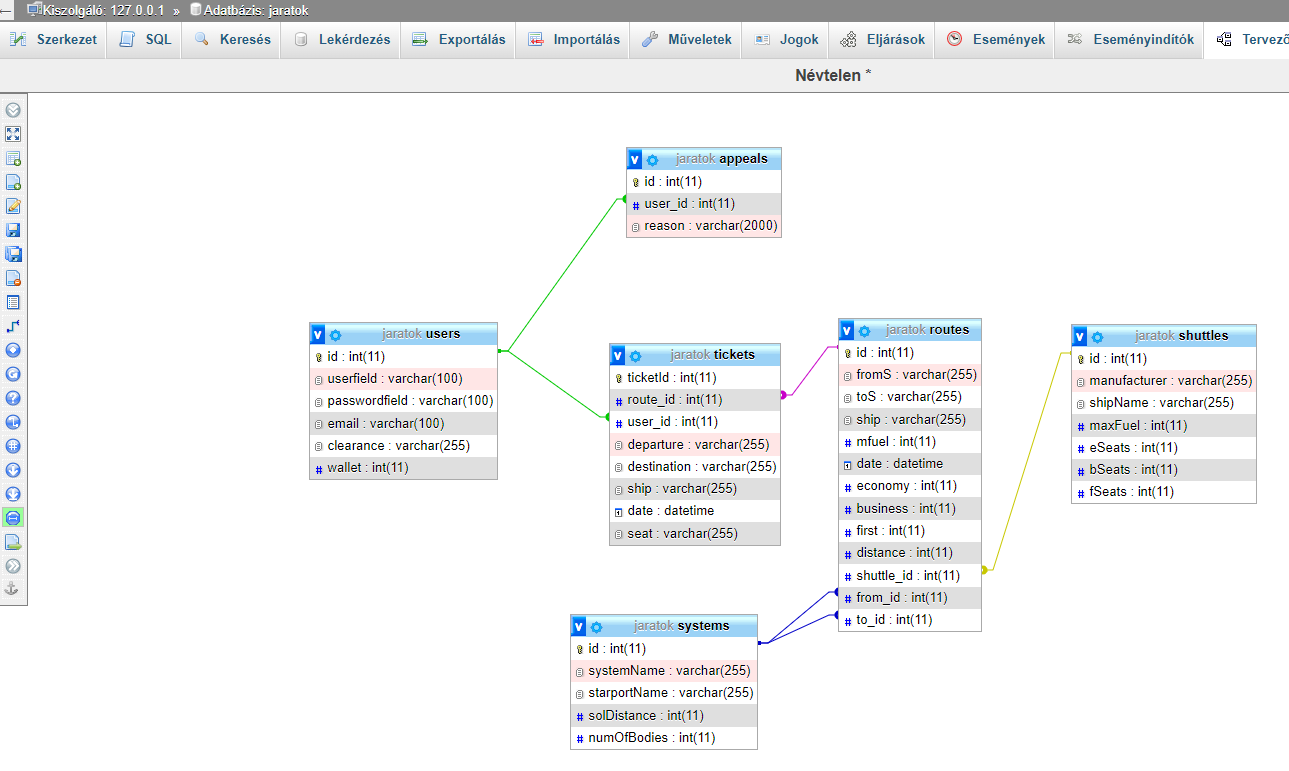 Kiszolgáló: 127.0.0.1 » Adatbázis: jaratok
Szerkezet SQL Keresés Lekérdezés Exportálás Importálás Műveletek Jogok Eljárások Események Eseményindítók Tervező
Névtelen *
jaratok appeals
id : int(11)
user_id : int(11)
reason : varchar(2000)
jaratok users
id : int(11)
userfield : varchar(100)
passwordfield : varchar(100)
email : varchar(100)
clearance : varchar(255)
wallet : int(11)
jaratok tickets
ticketId : int(11)
route_id : int(11)
user_id : int(11)
departure : varchar(255)
destination : varchar(255)
ship : varchar(255)
date : datetime
seat : varchar(255)
jaratok routes
id : int(11)
fromS : varchar(255)
toS : varchar(255)
ship : varchar(255)
mfuel : int(11)
date : datetime
economy : int(11)
business : int(11)
first : int(11)
distance : int(11)
shuttle_id : int(11)
from_id : int(11)
to_id : int(11)
jaratok shuttles
id : int(11)
manufacturer : varchar(255)
shipName : varchar(255)
maxFuel : int(11)
eSeats : int(11)
bSeats : int(11)
fSeats : int(11)
jaratok systems
id : int(11)
systemName : varchar(255)
starportName : varchar(255)
solDistance : int(11)
numOfBodies : int(11)